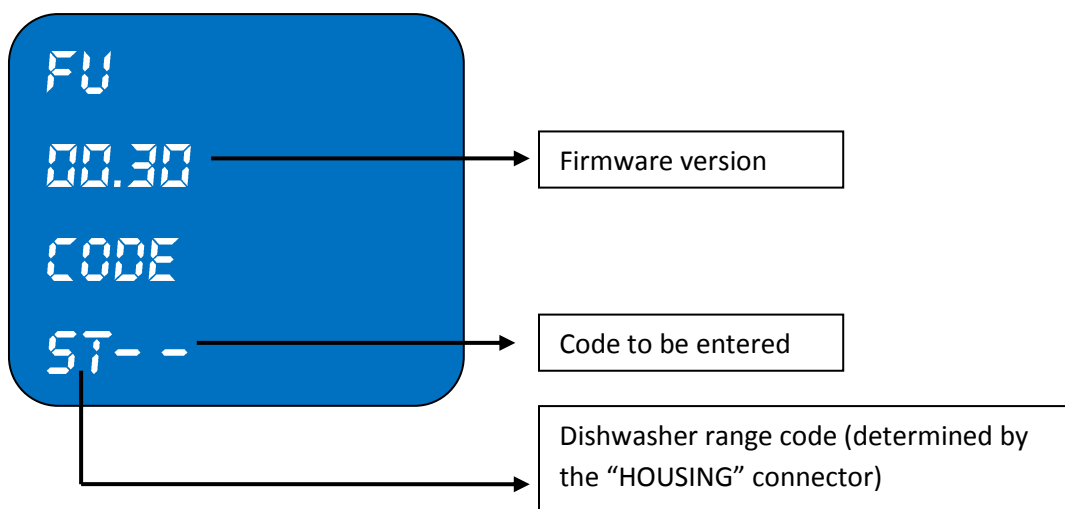 FU
00.30
Firmware version
CODE
ST--
Code to be entered
Dishwasher range code (determined by
the “HOUSING” connector)